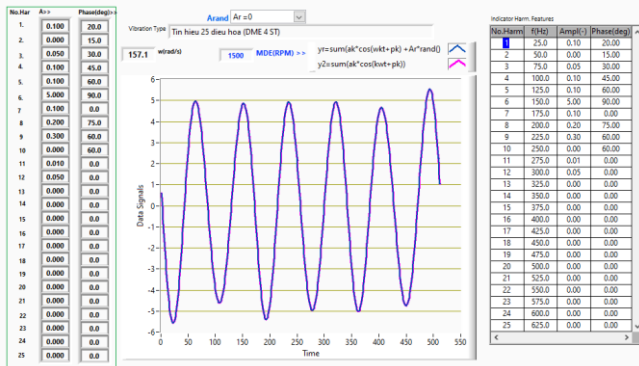 No.Har A>> Phase(deg)>>
1. 0.100 20.0
2. 0.000 15.0
3. 0.050 30.0
4. 0.100 45.0
5. 0.100 60.0
6. 5.000 90.0
7. 0.100 0.0
8 0.200 75.0
9 0.300 60.0
10 0.000 60.0
11 0.010 0.0
12 0.050 0.0
13 0.000 0.0
14 0.000 0.0
15 0.000 0.0
16 0.000 0.0
17 0.000 0.0
18 0.000 0.0
19 0.000 0.0
20 0.000 0.0
21 0.000 0.0
22 0.000 0.0
23 0.000 0.0
24 0.000 0.0
25 0.000 0.0
Arand Ar =0
Vibration Type Tin hieu 25 dieu hoa (DME 4 ST)
157.1 w(rad/s) 1500 MDE(RPM) >>
yr=sum(ak*cos(wkt+pk) +Ar*rand()
y2=sum(ak*cos(kwt+pk))
Data Signals
6
5
4
3
2
1
0
-1
-2
-3
-4
-5
-6
0 50 100 150 200 250 300 350 400 450 500 550
Time
Indicator Harm. Features
No.Harm f(Hz) Ampl(-) Phase(deg)
1 25.0 0.10 20.00
2 50.0 0.00 15.00
3 75.0 0.05 30.00
4 100.0 0.10 45.00
5 125.0 0.10 60.00
6 150.0 5.00 90.00
7 175.0 0.10 0.00
8 200.0 0.20 75.00
9 225.0 0.30 60.00
10 250.0 0.00 60.00
11 275.0 0.01 0.00
12 300.0 0.05 0.00
13 325.0 0.00 0.00
14 350.0 0.00 0.00
15 375.0 0.00 0.00
16 400.0 0.00 0.00
17 425.0 0.00 0.00
18 450.0 0.00 0.00
19 475.0 0.00 0.00
20 500.0 0.00 0.00
21 525.0 0.00 0.00
22 550.0 0.00 0.00
23 575.0 0.00 0.00
24 600.0 0.00 0.00
25 625.0 0.00 0.00